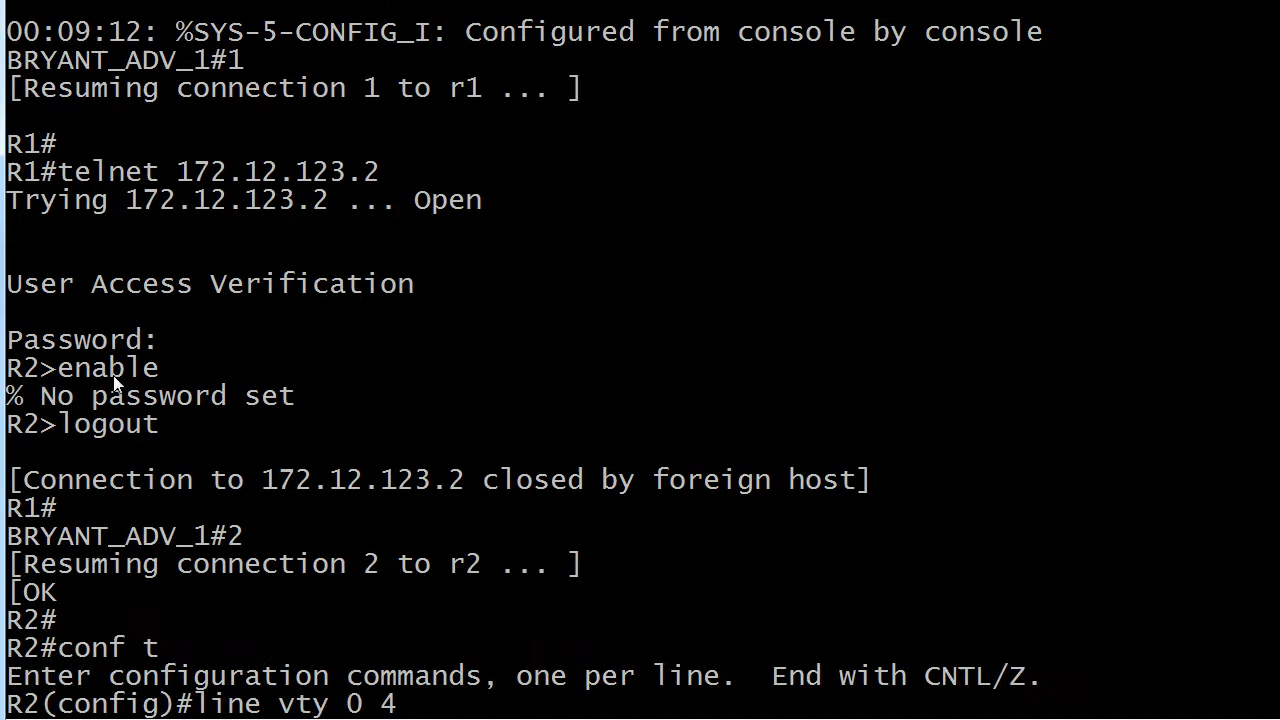 00:09:12: %SYS-5-CONFIG_I: Configured from console by console
BRYANT_ADV_1#1
[Resuming connection 1 to r1 ... ]
R1#
R1#telnet 172.12.123.2
Trying 172.12.123.2 ... Open
User Access Verification
Password:
R2>enable
% No password set
R2>logout
[Connection to 172.12.123.2 closed by foreign host]
R1#
BRYANT_ADV_1#2
[Resuming connection 2 to r2 ... ]
[OK
R2#
R2#conf t
Enter configuration commands, one per line.  End with CNTL/Z.
R2(config)#line vty 0 4